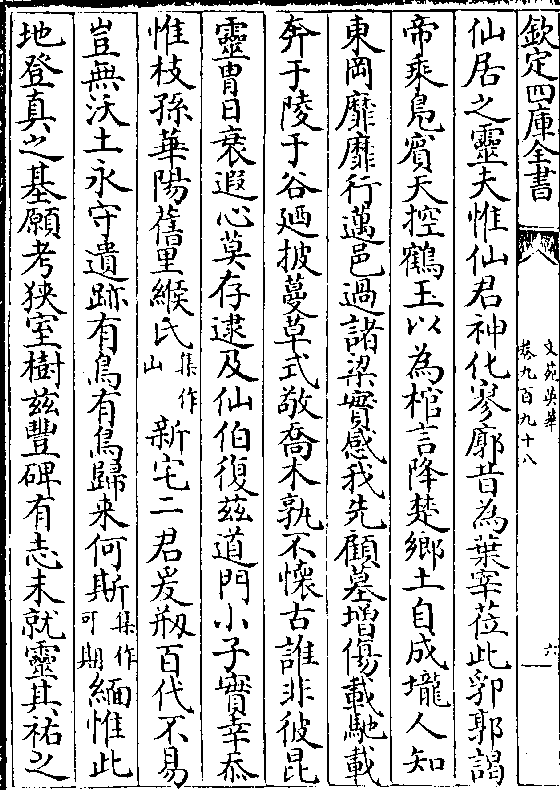 欽定四庫全書
文苑英華
卷九百九十八
六
仙居之靈夫惟仙君神化寥廓昔為葉宰莅此郛郭謁
帝乘鳧賓天控鶴玉以為棺言降楚鄉土自成壠人知
東岡靡靡行邁邑過諸梁實感我先顧墓增傷載馳載
奔于陵于谷廼披蔓草式敬喬木孰不懷古誰非彼昆
靈胄日衰遐心莫存逮及仙伯復茲道門小子實幸忝
惟枝孫華陽舊里緱氏集作山新宅二君爰刱百代不易
豈無沃土永守遺跡有鳥有鳥歸来何斯集作可期緬惟此
地登真之基願考狹室樹兹豐碑有志未就靈其祐之